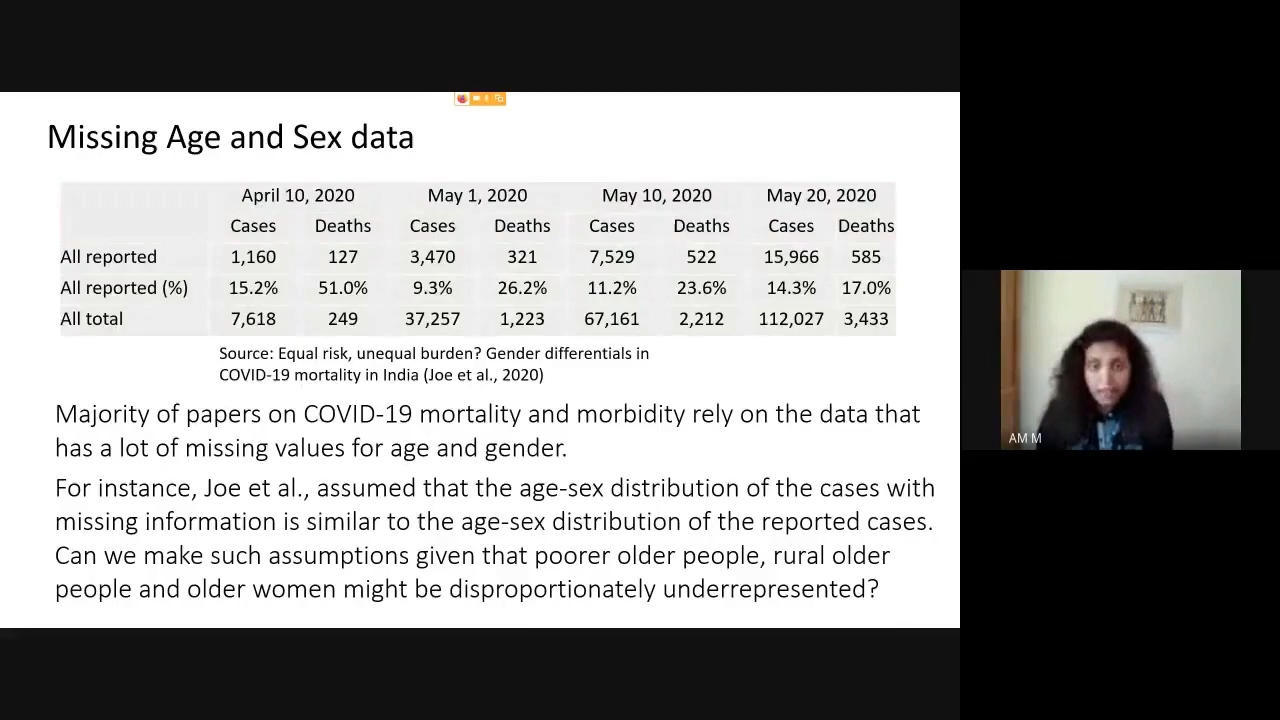 Missing Age and Sex data
April 10, 2020 May 1, 2020 May 10, 2020 May 20, 2020
Cases Deaths Cases Deaths Cases Deaths Cases Deaths
All reported 1,160 127 3,470 321 7,529 522 15,966 585
All reported (%) 15.2% 51.0% 9.3% 26.2% 11.2% 23.6% 14.3% 17.0%
All total 7,618 249 37,257 1,223 67,161 2,212 112,027 3,433
Source: Equal risk, unequal burden? Gender differentials in
COVID-19 mortality in India (Joe et al., 2020)
Majority of papers on COVID-19 mortality and morbidity rely on the data that
has a lot of missing values for age and gender.
For instance, Joe et al., assumed that the age-sex distribution of the cases with
missing information is similar to the age-sex distribution of the reported cases.
Can we make such assumptions given that poorer older people, rural older
people and older women might be disproportionately underrepresented?
AM M